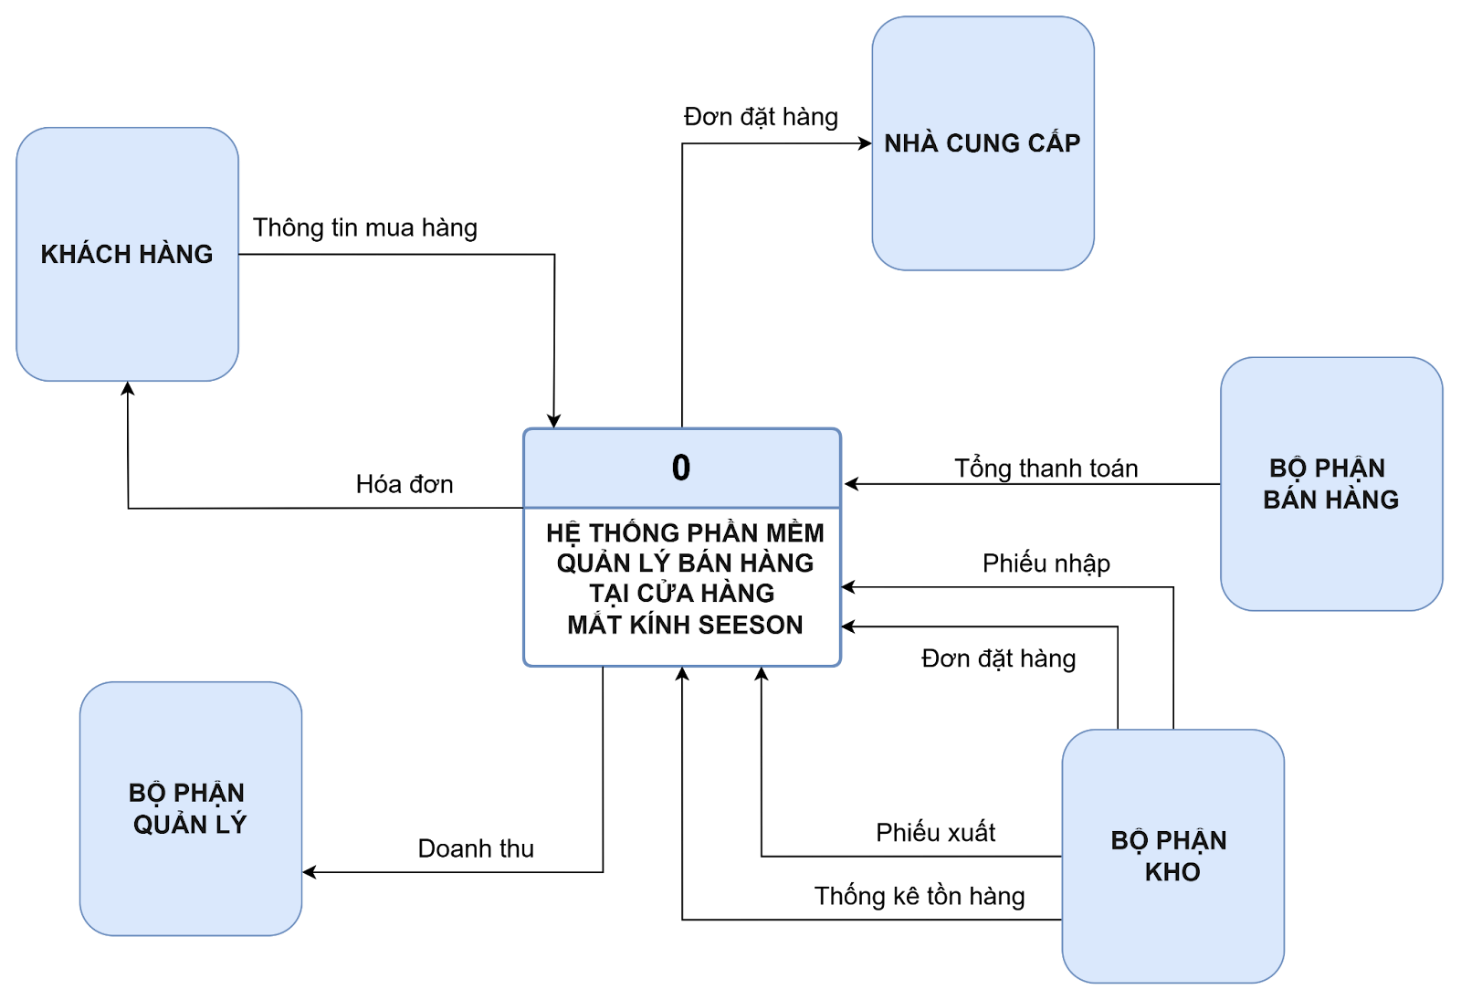 Đơn đặt hàng
NHÀ CUNG CẤP
Thông tin mua hàng
KHÁCH HÀNG
Hóa đơn
0
HỆ THỐNG PHẦN MỀM
QUẢN LÝ BÁN HÀNG
TẠI CỬA HÀNG
MẮT KÍNH SEESON
Tổng thanh toán
BỘ PHẬN
BÁN HÀNG
Phiếu nhập
Đơn đặt hàng
BỘ PHẬN
QUẢN LÝ
Doanh thu
Phiếu xuất
Thống kê tồn hàng
BỘ PHẬN
KHO